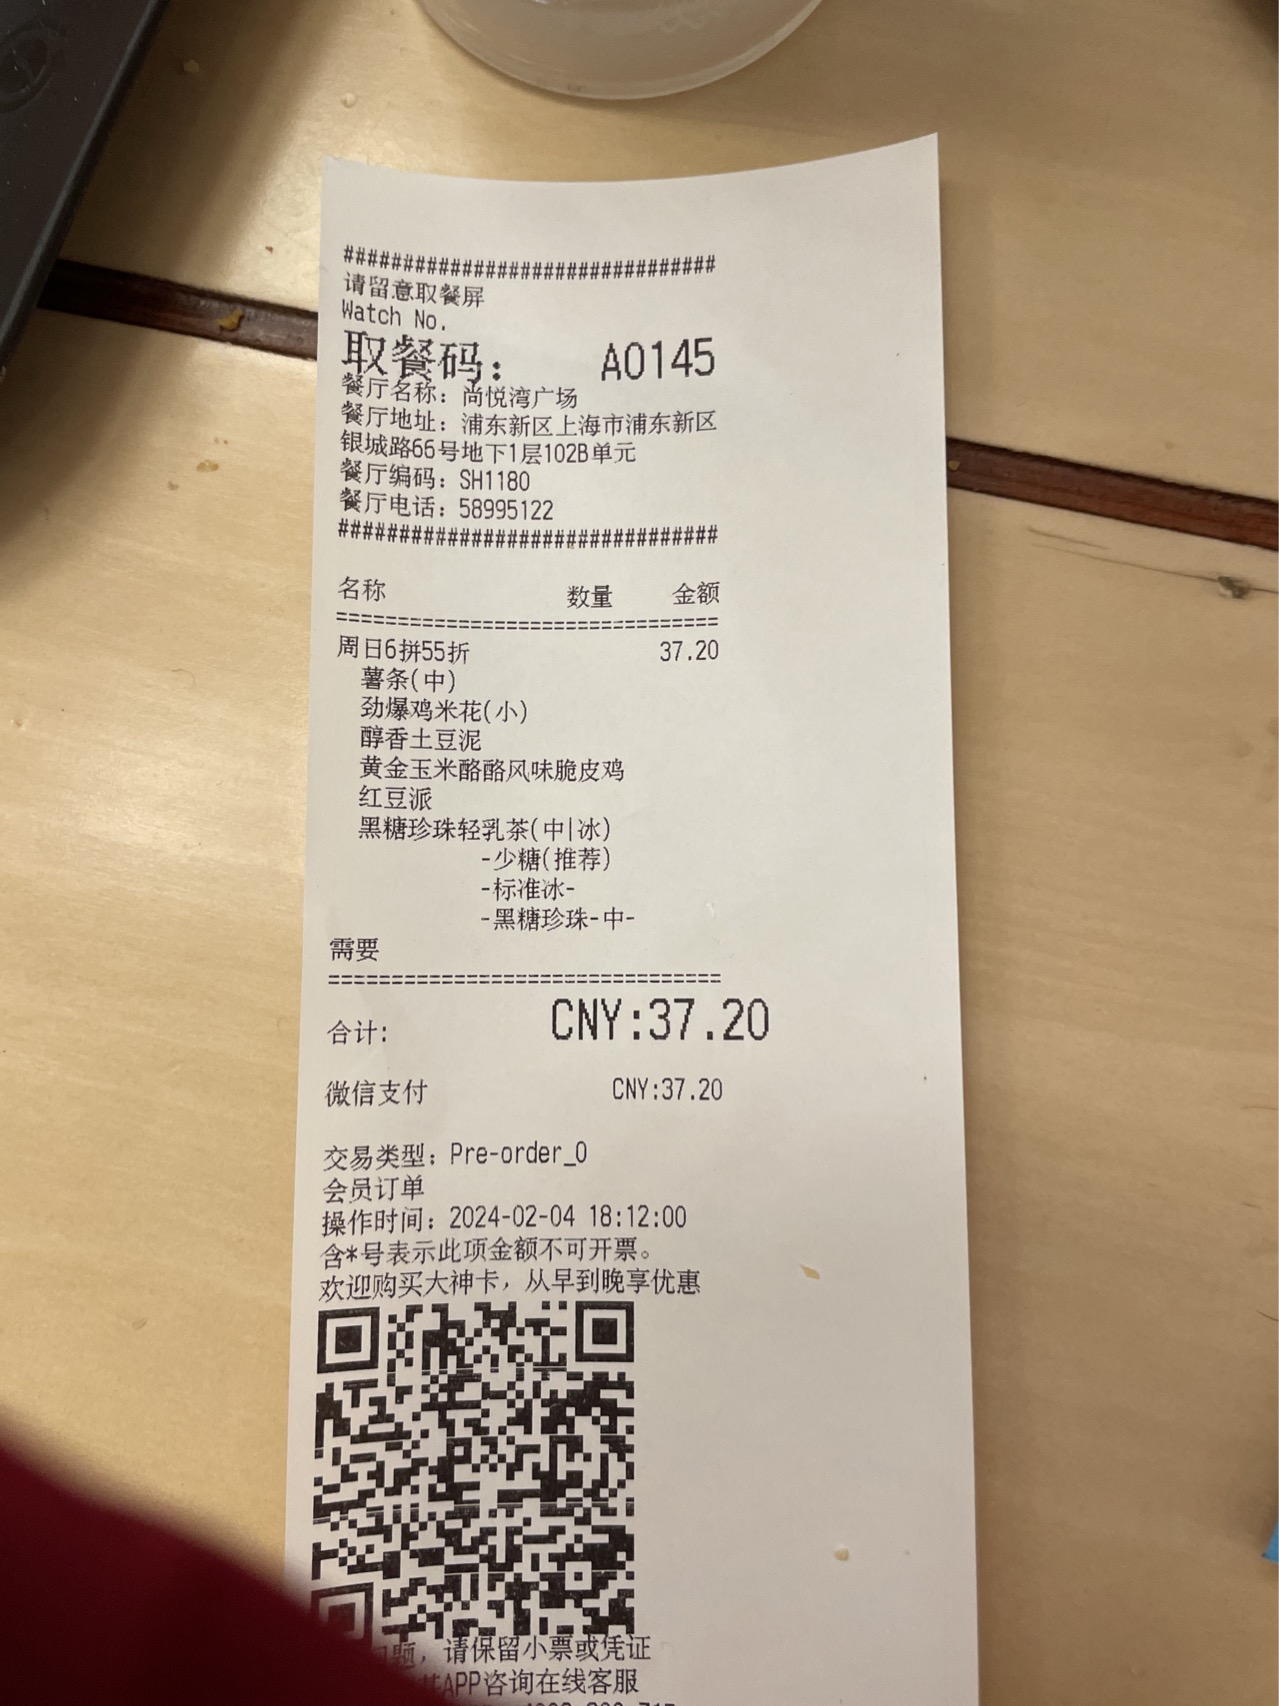 ################################
请留意取餐屏
Watch No.
取餐码： A0145
餐厅名称：尚悦湾广场
餐厅地址：浦东新区上海市浦东新区
银城路66号地下1层102B单元
餐厅编码：SH1180
餐厅电话：58995122
################################
名称 数量 金额
================================
周日6拼55折 37.20
薯条(中)
劲爆鸡米花(小)
醇香土豆泥
黄金玉米酪酪风味脆皮鸡
红豆派
黑糖珍珠轻乳茶(中|冰)
-少糖(推荐)
-标准冰-
-黑糖珍珠-中-
需要
================================
合计: CNY:37.20
微信支付 CNY:37.20
交易类型：Pre-order_0
会员订单
操作时间：2024-02-04 18:12:00
含*号表示此项金额不可开票。
欢迎购买大神卡，从早到晚享优惠
题，请保留小票或凭证
APP咨询在线客服